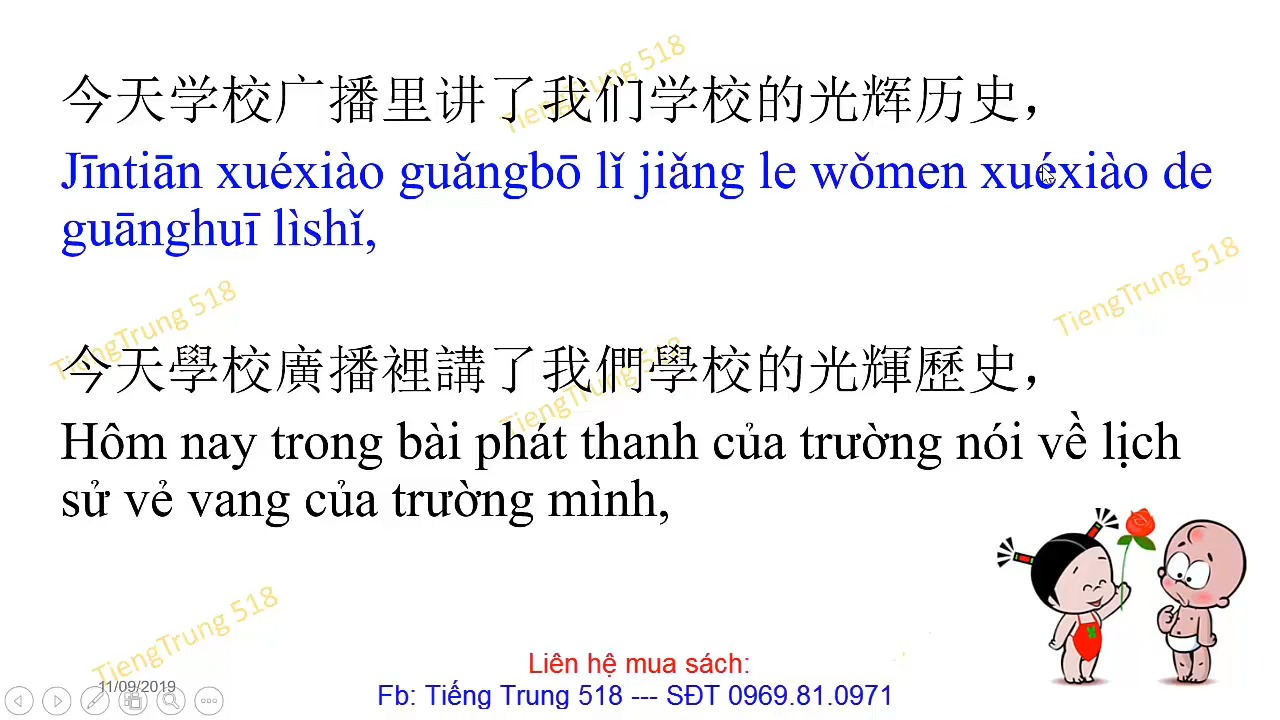 今天学校广播里讲了我们学校的光辉历史，
Jīntiān xuéxiào guǎngbō lǐ jiǎng le wǒmen xuéxiào de
guānghuī lìshǐ,
今天學校廣播裡講了我們學校的光輝歷史，
Hôm nay trong bài phát thanh của trường nói về lịch
sử vẻ vang của trường mình,
TiengTrung 518
TiengTrung 518
TiengTrung 518
TiengTrung 518
TiengTrung 518
Liên hệ mua sách:
Fb: Tiếng Trung 518 --- SĐT 0969.81.0971
11/09/2019